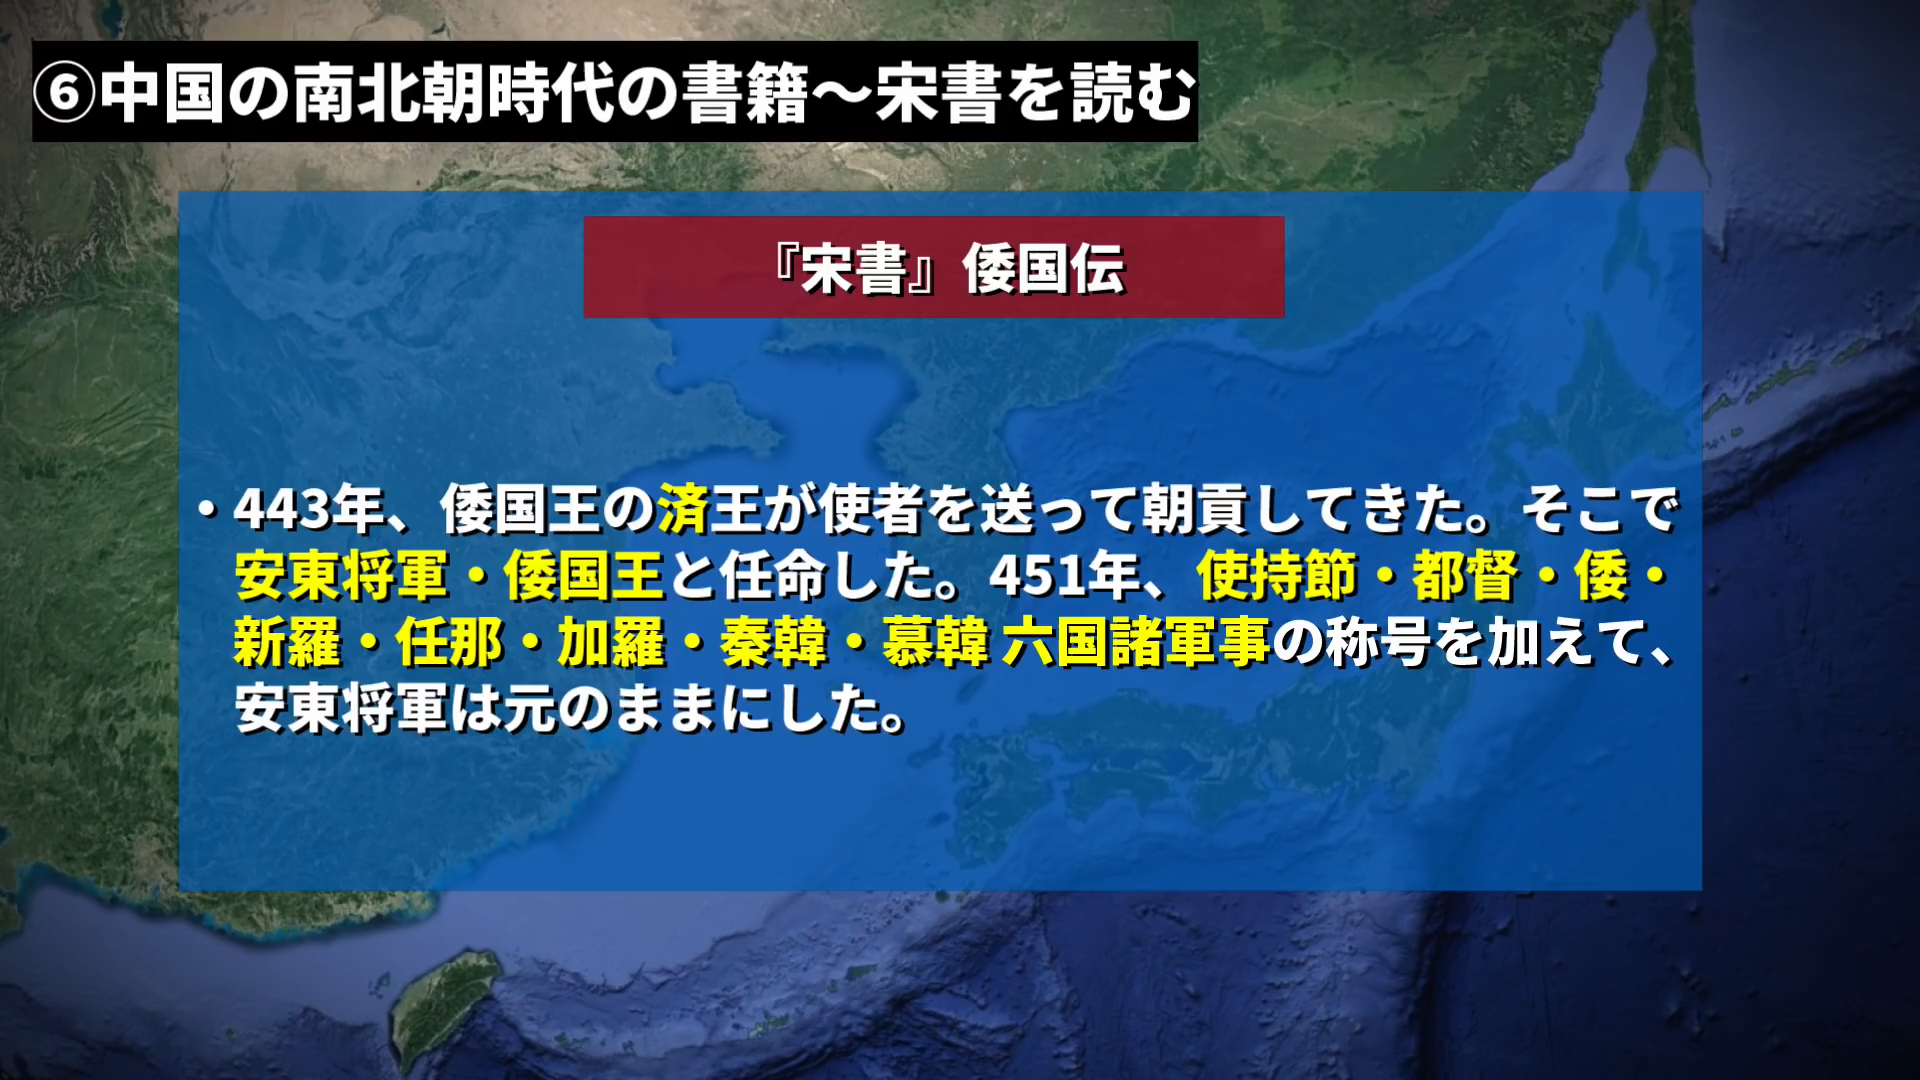 ⑥中国の南北朝時代の書籍～宋書を読む
『宋書』倭国伝
・443年、倭国王の済王が使者を送って朝貢してきた。そこで
安東将軍・倭国王と任命した。451年、使持節・都督・倭・
新羅・任那・加羅・秦韓・慕韓 六国諸軍事の称号を加えて、
安東将軍は元のままにした。